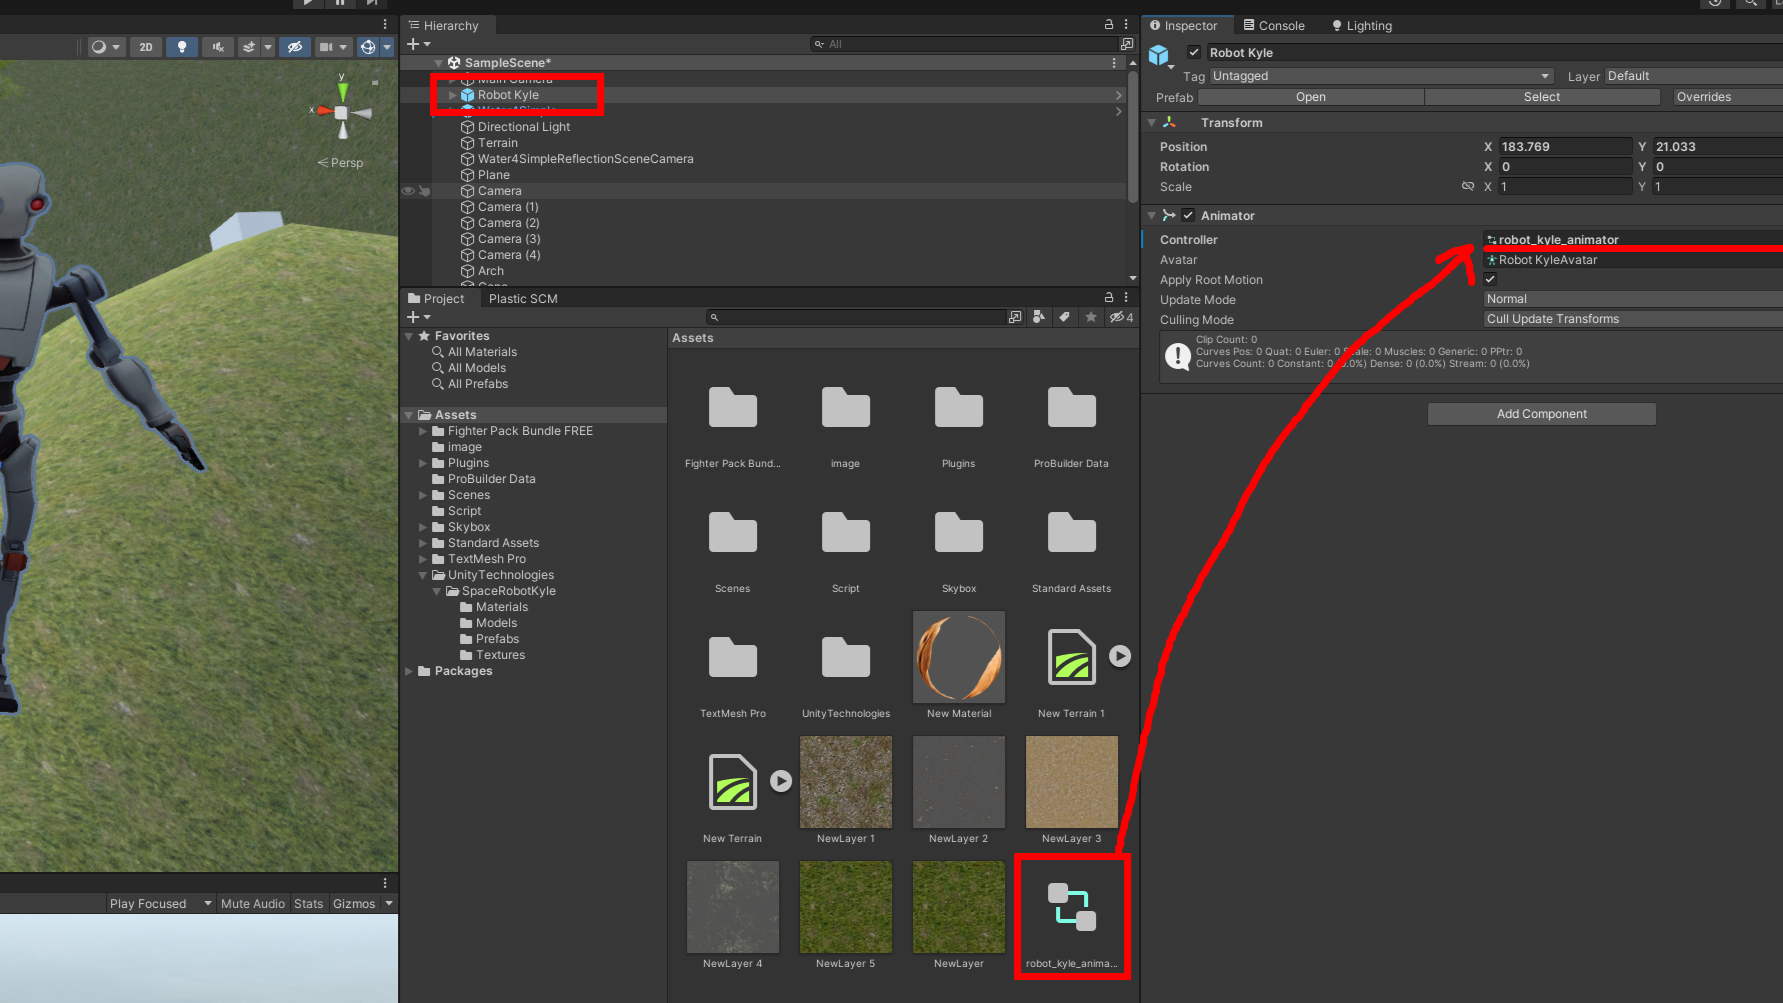 Hierarchy
Inspector
Console
Lighting
2D
All
SampleScene*
Main Camera
Robot Kyle
Water4Simple
Directional Light
Terrain
Water4SimpleReflectionSceneCamera
Plane
Camera
Camera (1)
Camera (2)
Camera (3)
Camera (4)
Arch
y
x
Persp
Robot Kyle
Tag Untagged
Layer Default
Prefab Open Select Overrides
Transform
Position X 183.769 Y 21.033
Rotation X 0 Y 0
Scale X 1 Y 1
Animator
Controller robot_kyle_animator
Avatar Robot KyleAvatar
Apply Root Motion
Update Mode Normal
Culling Mode Cull Update Transforms
Clip Count: 0
Curves Pos: 0 Quat: 0 Euler: 0 Scale: 0 Muscles: 0 Generic: 0 PPtr: 0
Curves Count: 0 Constant: 0 (0.0%) Dense: 0 (0.0%) Stream: 0 (0.0%)
Add Component
Project
Plastic SCM
4
Favorites
All Materials
All Models
All Prefabs
Assets
Fighter Pack Bundle FREE
image
Plugins
ProBuilder Data
Scenes
Script
Skybox
Standard Assets
TextMesh Pro
UnityTechnologies
SpaceRobotKyle
Materials
Models
Prefabs
Textures
Packages
Assets
Fighter Pack Bund...
image
Plugins
ProBuilder Data
Scenes
Script
Skybox
Standard Assets
TextMesh Pro
UnityTechnologies
New Material
New Terrain 1
New Terrain
NewLayer 1
NewLayer 2
NewLayer 3
NewLayer 4
NewLayer 5
NewLayer
robot_kyle_anima...
Play Focused
Mute Audio
Stats
Gizmos